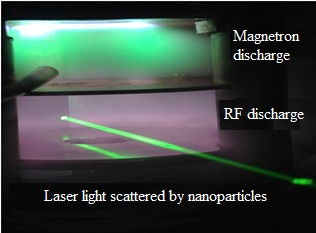 Magnetron
discharge
RF discharge
Laser light scattered by nanoparticles